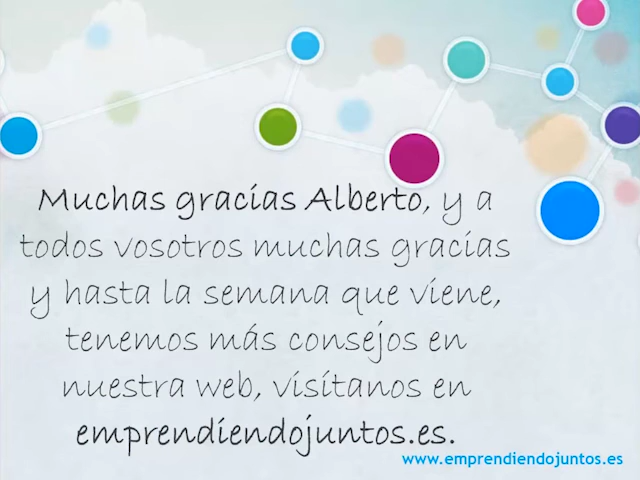 Muchas gracias Alberto, y a
todos vosotros muchas gracias
y hasta la semana que viene,
tenemos más consejos en
nuestra web, visítanos en
emprendiendojuntos.es.
www.emprendiendojuntos.es